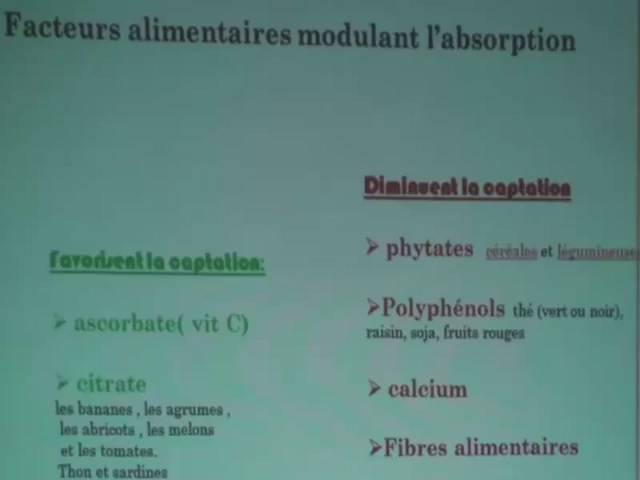 Facteurs alimentaires modulant l'absorption
Favorisent la captation:
➢ ascorbate( vit C)
➢ citrate
les bananes , les agrumes ,
les abricots , les melons
et les tomates.
Thon et sardines
Diminuent la captation
➢ phytates céréales et légumineuses
➢Polyphénols thé (vert ou noir),
raisin, soja, fruits rouges
➢ calcium
➢Fibres alimentaires